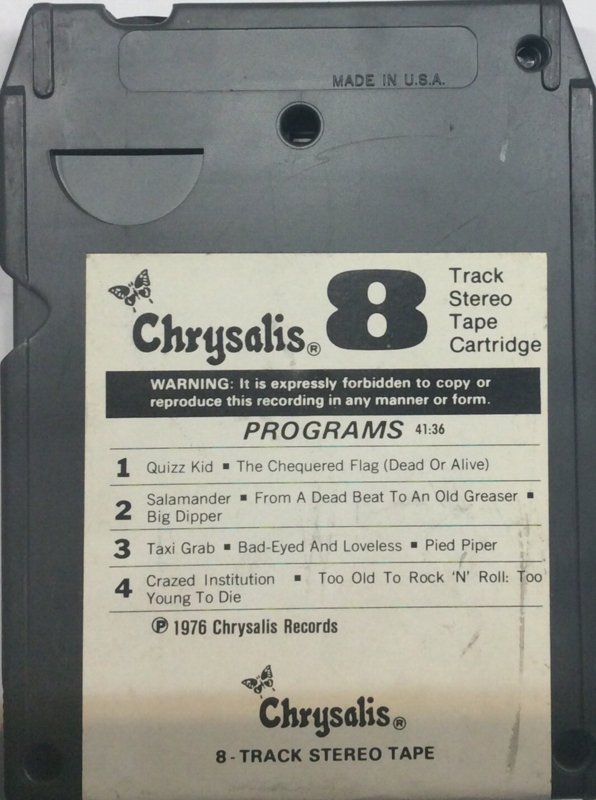 MADE IN U.S.A.
Chrysalis® 8 Track
Stereo
Tape
Cartridge
WARNING: It is expressly forbidden to copy or
reproduce this recording in any manner or form.
PROGRAMS 41:36
1 Quizz Kid ▪ The Chequered Flag (Dead Or Alive)
2 Salamander ▪ From A Dead Beat To An Old Greaser ▪
Big Dipper
3 Taxi Grab ▪ Bad-Eyed And Loveless ▪ Pied Piper
4 Crazed Institution ▪ Too Old To Rock 'N' Roll: Too
Young To Die
℗ 1976 Chrysalis Records
Chrysalis®
8-TRACK STEREO TAPE